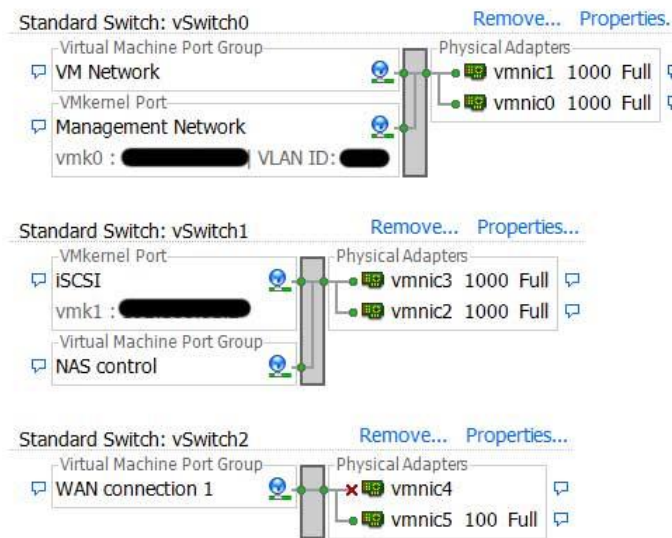 Standard Switch: vSwitch0 Remove... Properties...
Virtual Machine Port Group Physical Adapters
VM Network vmnic1 1000 Full
VMkernel Port vmnic0 1000 Full
Management Network
vmk0 : VLAN ID:
Standard Switch: vSwitch1 Remove... Properties...
VMkernel Port Physical Adapters
iSCSI vmnic3 1000 Full
vmk1 : vmnic2 1000 Full
Virtual Machine Port Group
NAS control
Standard Switch: vSwitch2 Remove... Properties...
Virtual Machine Port Group Physical Adapters
WAN connection 1 vmnic4
vmnic5 100 Full